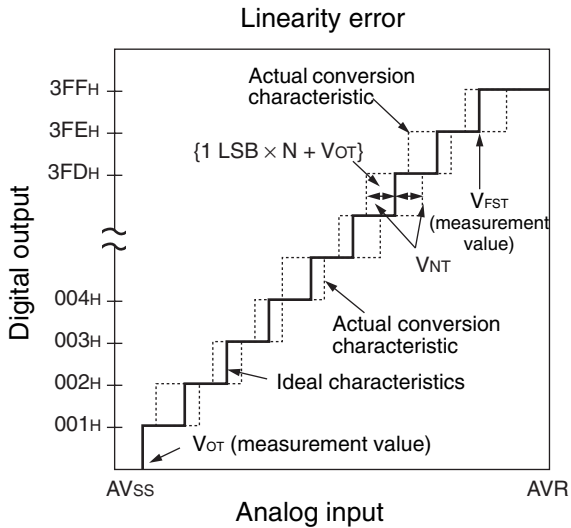 Linearity error
Digital output
3FFH
3FEH
3FDH
004H
003H
002H
001H
Actual conversion
characteristic
{1 LSB × N + VOT}
VFST
(measurement
value)
VNT
Actual conversion
characteristic
Ideal characteristics
VOT (measurement value)
AVSS
AVR
Analog input